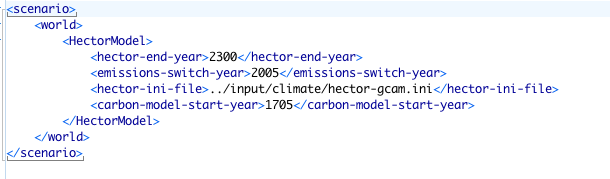 <scenario>
<world>
<HectorModel>
<hector-end-year>2300</hector-end-year>
<emissions-switch-year>2005</emissions-switch-year>
<hector-ini-file>../input/climate/hector-gcam.ini</hector-ini-file>
<carbon-model-start-year>1705</carbon-model-start-year>
</HectorModel>
</world>
</scenario>